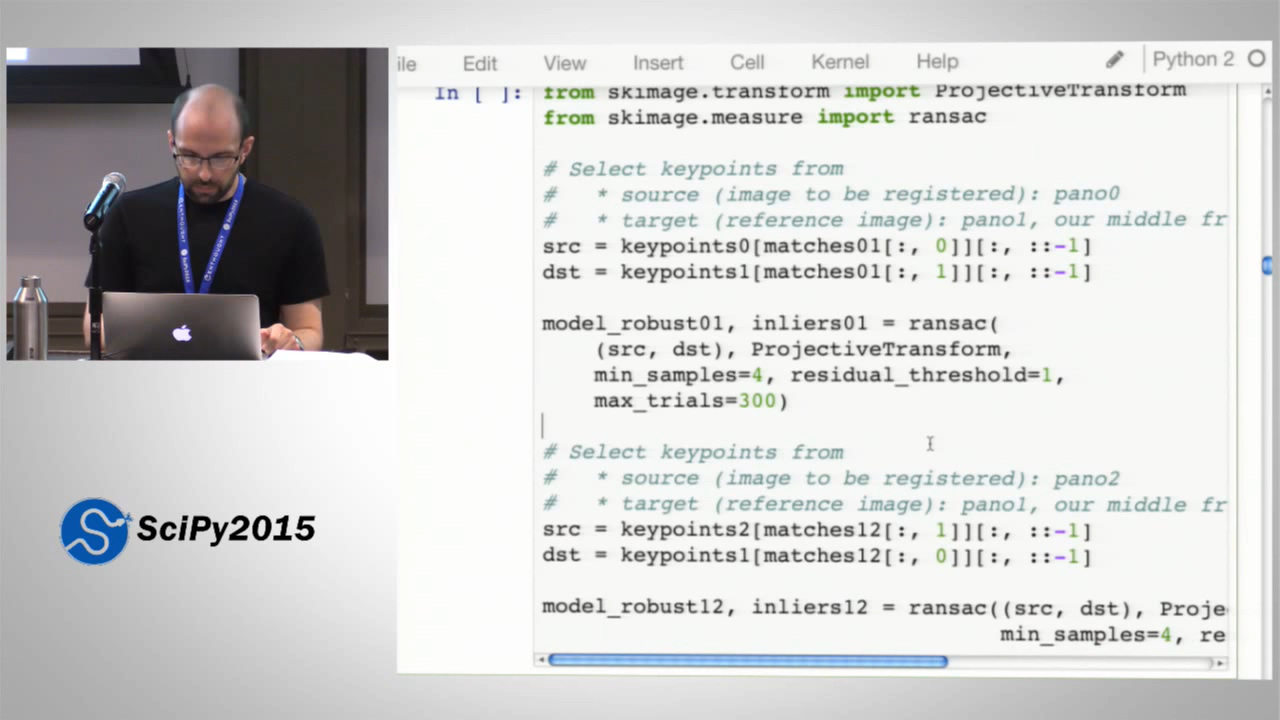 ile Edit View Insert Cell Kernel Help Python 2
In [ ]: from skimage.transform import ProjectiveTransform
from skimage.measure import ransac
# Select keypoints from
#   * source (image to be registered): pano0
#   * target (reference image): pano1, our middle fr
src = keypoints0[matches01[:, 0]][:, ::-1]
dst = keypoints1[matches01[:, 1]][:, ::-1]
model_robust01, inliers01 = ransac(
    (src, dst), ProjectiveTransform,
    min_samples=4, residual_threshold=1,
    max_trials=300)
# Select keypoints from
#   * source (image to be registered): pano2
#   * target (reference image): pano1, our middle fr
src = keypoints2[matches12[:, 1]][:, ::-1]
dst = keypoints1[matches12[:, 0]][:, ::-1]
model_robust12, inliers12 = ransac((src, dst), Proje
min_samples=4, re
SciPy2015